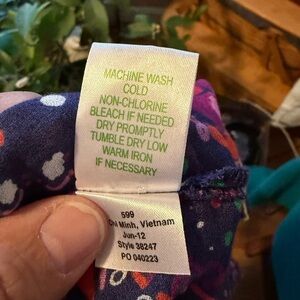 MACHINE WASH
COLD
NON-CHLORINE
BLEACH IF NEEDED
DRY PROMPTLY
TUMBLE DRY LOW
WARM IRON
IF NECESSARY
599
Chi Minh, Vietnam
Jun-12
Style 38247
PO 040223